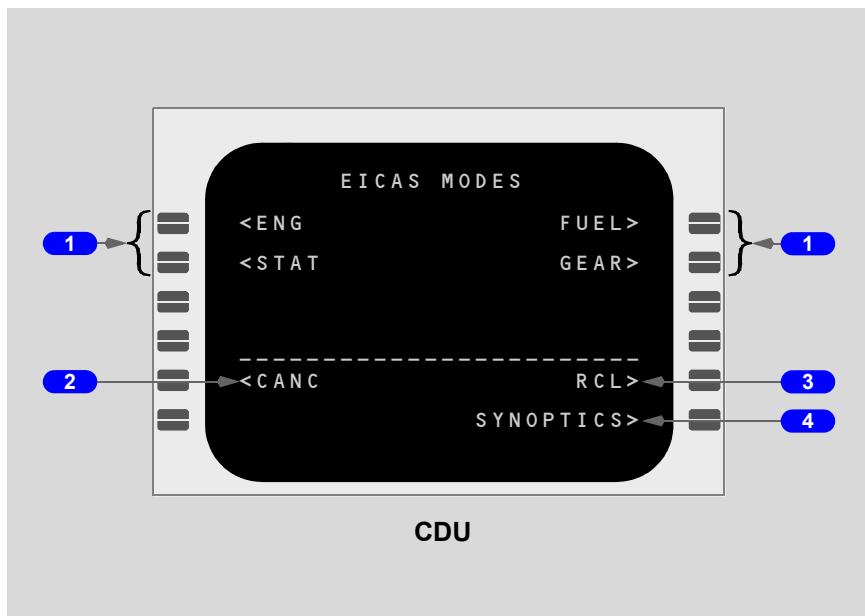 EICAS MODES
<ENG FUEL>
1 1
<STAT GEAR>
2 <CANC RCL> 3
SYNOPTICS> 4
CDU